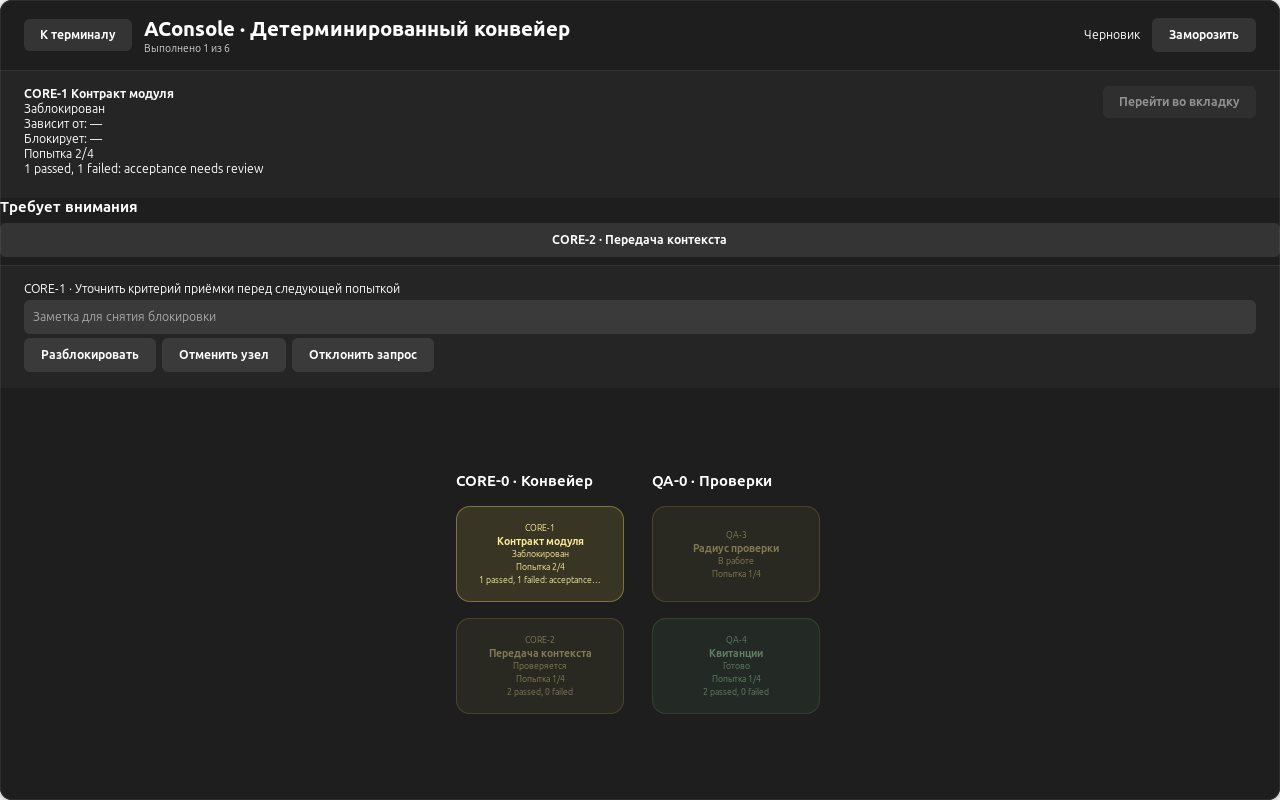 К терминалу
AConsole · Детерминированный конвейер
Выполнено 1 из 6
Черновик
Заморозить
CORE-1 Контракт модуля
Заблокирован
Зависит от: —
Блокирует: —
Попытка 2/4
1 passed, 1 failed: acceptance needs review
Перейти во вкладку
Требует внимания
CORE-2 · Передача контекста
CORE-1 · Уточнить критерий приёмки перед следующей попыткой
Заметка для снятия блокировки
Разблокировать
Отменить узел
Отклонить запрос
CORE-0 · Конвейер
CORE-1
Контракт модуля
Заблокирован
Попытка 2/4
1 passed, 1 failed: acceptance…
CORE-2
Передача контекста
Проверяется
Попытка 1/4
2 passed, 0 failed
QA-0 · Проверки
QA-3
Радиус проверки
В работе
Попытка 1/4
QA-4
Квитанции
Готово
Попытка 1/4
2 passed, 0 failed